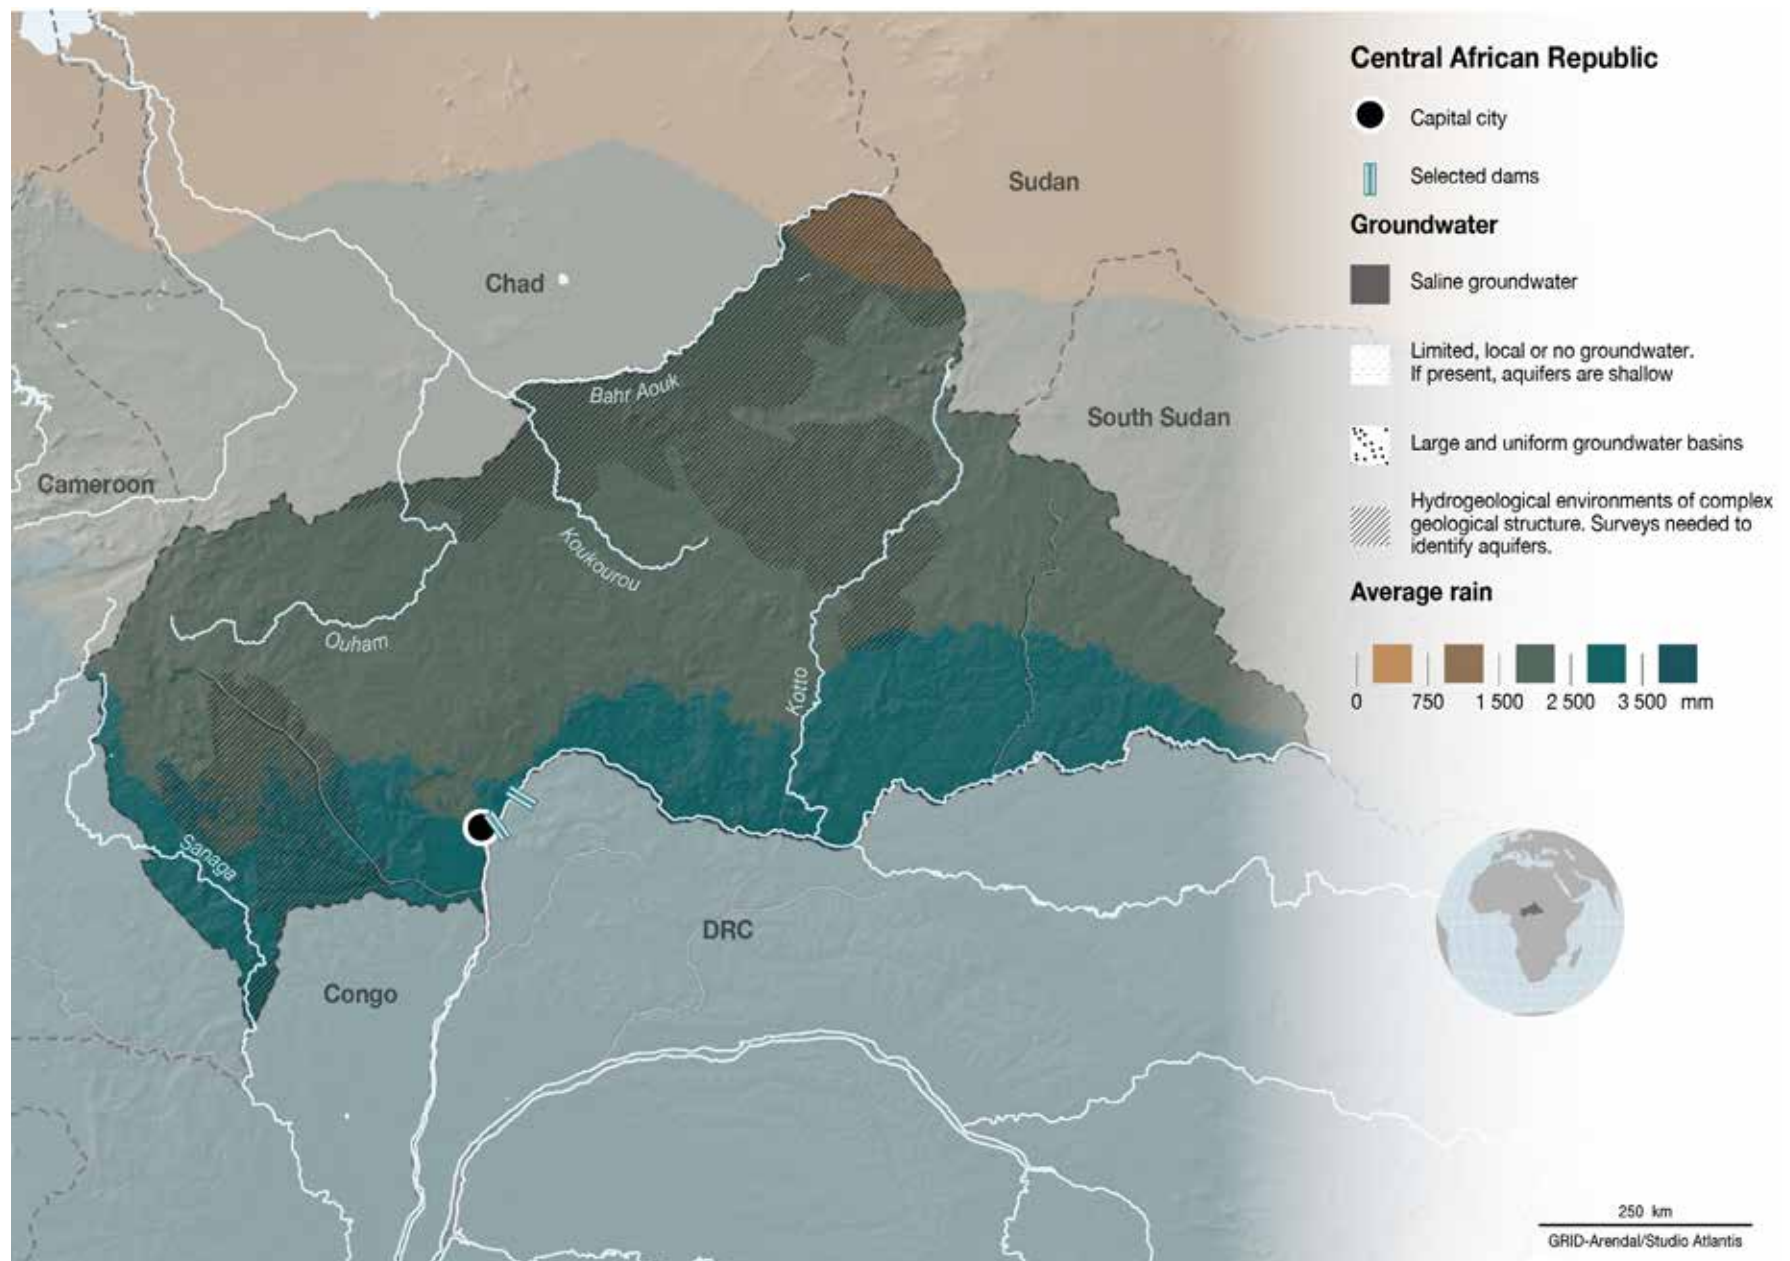 Central African Republic
Capital city
Selected dams
Groundwater
Saline groundwater
Limited, local or no groundwater.
If present, aquifers are shallow
Large and uniform groundwater basins
Hydrogeological environments of complex
geological structure. Surveys needed to
identify aquifers.
Average rain
0 750 1 500 2 500 3 500 mm
Sudan
Chad
Bahr Aouk
South Sudan
Cameroon
Koukourou
Ouham
Kotto
Sanaga
DRC
Congo
250 km
GRID-Arendal/Studio Atlantis